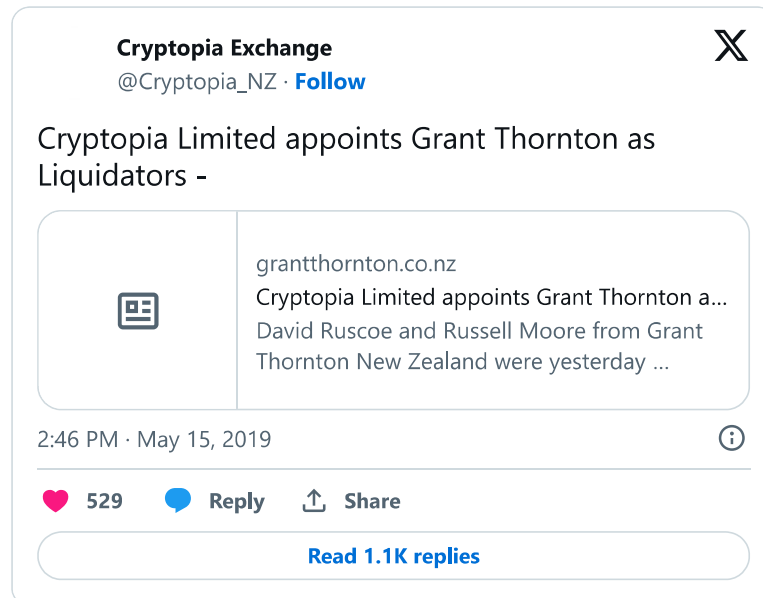 Cryptopia Exchange
@Cryptopia_NZ · Follow
Cryptopia Limited appoints Grant Thornton as
Liquidators -
grantthornton.co.nz
Cryptopia Limited appoints Grant Thornton a...
David Ruscoe and Russell Moore from Grant
Thornton New Zealand were yesterday ...
2:46 PM · May 15, 2019
529 Reply Share
Read 1.1K replies